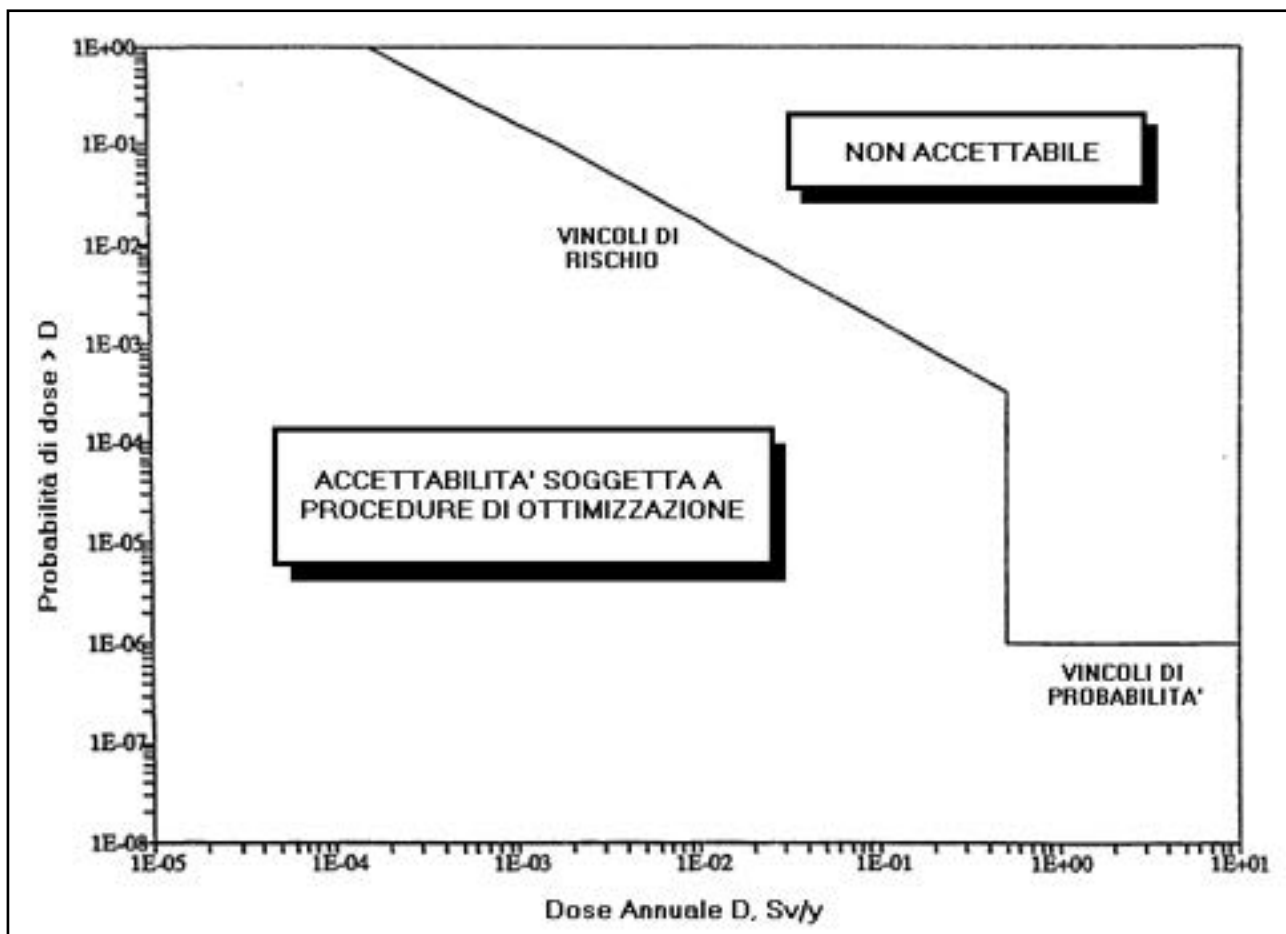 1E+00
1E-01
1E-02
1E-03
1E-04
1E-05
1E-06
1E-07
1E-08
Probabilità di dose > D
NON ACCETTABILE
VINCOLI DI
RISCHIO
ACCETTABILITA' SOGGETTA A
PROCEDURE DI OTTIMIZZAZIONE
VINCOLI DI
PROBABILITA'
1E-05
1E-04
1E-03
1E-02
1E-01
1E+00
1E+01
Dose Annuale D, Sv/y